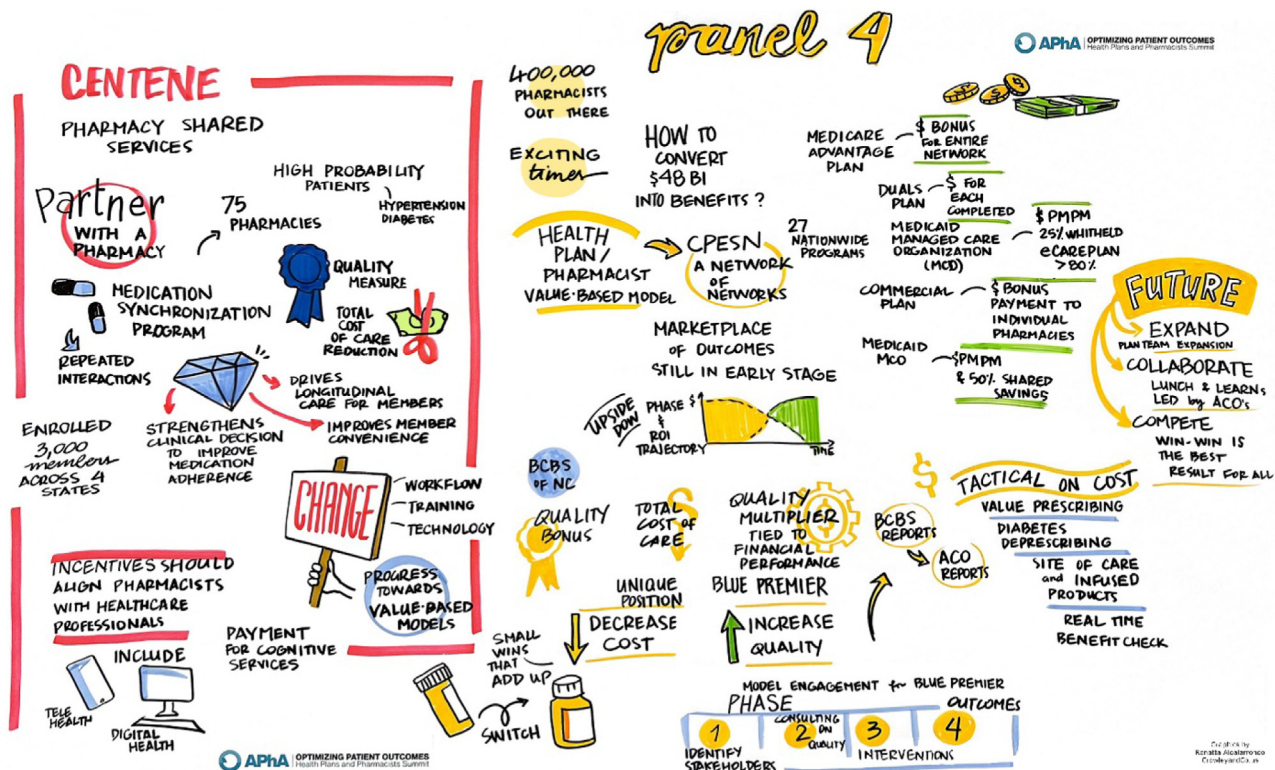 panel 4
APhA OPTIMIZING PATIENT OUTCOMES
Health Plans and Pharmacists Summit
CENTENE
PHARMACY SHARED
SERVICES
Partner
WITH A
PHARMACY
75
PHARMACIES
HIGH PROBABILITY
PATIENTS
HYPERTENSION
DIABETES
QUALITY
MEASURE
MEDICATION
SYNCHRONIZATION
PROGRAM
TOTAL
COST
OF CARE
REDUCTION
REPEATED
INTERACTIONS
DRIVES
LONGITUDINAL
CARE FOR MEMBERS
IMPROVES MEMBER
CONVENIENCE
STRENGTHENS
CLINICAL DECISION
TO IMPROVE
MEDICATION
ADHERENCE
ENROLLED
3,000
members
ACROSS 4
STATES
CHANGE
WORKFLOW
TRAINING
TECHNOLOGY
PROGRESS
TOWARDS
VALUE-BASED
MODELS
INCENTIVES SHOULD
ALIGN PHARMACISTS
WITH HEALTHCARE
PROFESSIONALS
INCLUDE
TELE
HEALTH
DIGITAL
HEALTH
PAYMENT
FOR COGNITIVE
SERVICES
APhA OPTIMIZING PATIENT OUTCOMES
Health Plans and Pharmacists Summit
400,000
PHARMACISTS
OUT THERE
EXCITING
times
HOW TO
CONVERT
$48 BI
INTO BENEFITS?
HEALTH
PLAN/
PHARMACIST
VALUE-BASED MODEL
CPESN
A NETWORK
OF
NETWORKS
27
NATIONWIDE
PROGRAMS
MARKETPLACE
OF OUTCOMES
STILL IN EARLY STAGE
UPSIDE
DOW
PHASE $
&
ROI
TRAJECTORY
TIME
MEDICARE
ADVANTAGE
PLAN
$ BONUS
FOR ENTIRE
NETWORK
DUALS
PLAN
$ FOR
EACH
COMPLETED
MEDICAID
MANAGED CARE
ORGANIZATION
(MCO)
$ PMPM
25% WHITHELD
eCAREPLAN
> 80%
COMMERCIAL
PLAN
$ BONUS
PAYMENT TO
INDIVIDUAL
PHARMACIES
MEDICAID
MCO
$PMPM
& 50% SHARED
SAVINGS
FUTURE
EXPAND
PLAN TEAM EXPANSION
COLLABORATE
LUNCH & LEARNS
LED by ACO's
COMPETE
WIN-WIN IS
THE BEST
RESULT FOR ALL
BCBS
OF NC
QUALITY
BONUS
TOTAL
COST OF
CARE
$
QUALITY
MULTIPLIER
TIED TO
FINANCIAL
PERFORMANCE
UNIQUE
POSITION
DECREASE
COST
BLUE PREMIER
INCREASE
QUALITY
BCBS
REPORTS
ACO
REPORTS
$
TACTICAL ON COST
VALUE PRESCRIBING
DIABETES
DEPRESCRIBING
SITE OF CARE
and INFUSED
PRODUCTS
REAL TIME
BENEFIT CHECK
SMALL
WINS
THAT
ADD UP
SWITCH
MODEL ENGAGEMENT for BLUE PREMIER
PHASE
OUTCOMES
1
IDENTIFY
STAKEHOLDERS
CONSULTING
2 ON
QUALITY
3
INTERVENTIONS
4
Graphics by